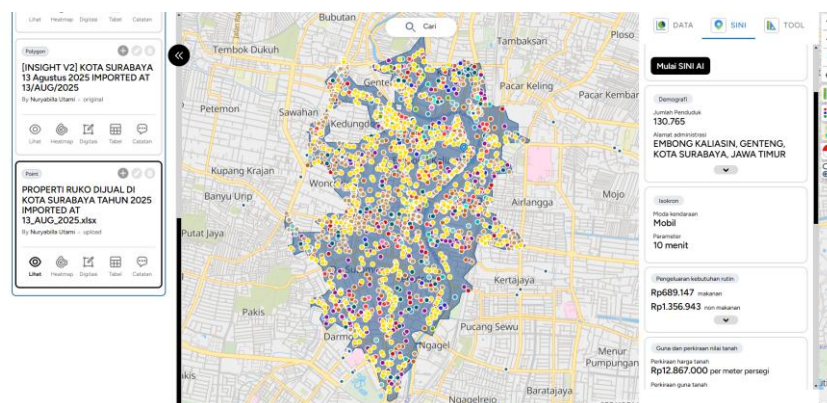 Lihat Heatmap Digitasi Tabel Catatan
Polygon
[INSIGHT V2] KOTA SURABAYA
13 Agustus 2025 IMPORTED AT
13/AUG/2025
By Nuryabilla Utami - original
Lihat Heatmap Digitasi Tabel Catatan
Point
PROPERTI RUKO DIJUAL DI
KOTA SURABAYA TAHUN 2025
IMPORTED AT
13_AUG_2025.xlsx
By Nuryabilla Utami - upload
Lihat Heatmap Digitasi Tabel Catatan
Cari
Bubutan
Ploso
Tembok Dukuh
Tambaksari
Pacar Keling
Petemon
Sawahan
Kupang Krajan
Banyu Urip
Airlangga
Mojo
Putat Jaya
Kertajaya
Pakis
Pucang Sewu
Ngagel
Menur
Pumpungan
Baratajaya
Ngagelrejo
DATA SINI TOOL
Mulai SINI AI
Demografi
Jumlah Penduduk
130.765
Alamat administrasi
EMBONG KALIASIN, GENTENG,
KOTA SURABAYA, JAWA TIMUR
Isokron
Moda kendaraan
Mobil
Parameter
10 menit
Pengeluaran kebutuhan rutin
Rp689.147 makanan
Rp1.356.943 non makanan
Guna dan perkiraan nilai tanah
Perkiraan harga tanah
Rp12.867.000 per meter persegi
Perkiraan guna tanah